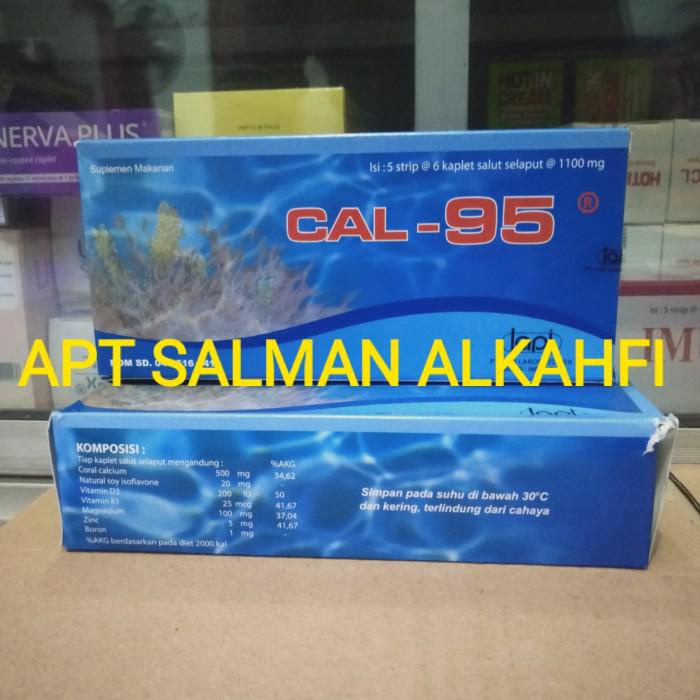 HOT IN
CREAM
NERVA PLUS
Suplemen Makanan
Isi : 5 strip @ 6 kaplet salut selaput @ 1100 mg
CAL-95®
lapi
APT SALMAN ALKAHFI
KOMPOSISI :
Tiap kaplet salut selaput mengandung : %AKG
Coral calcium 500 mg 34,62
Natural soy isoflavone 20 mg
Vitamin D3 200 IU 50
Vitamin K1 25 mcg 41,67
Magnesium 100 mg 37,04
Zinc 5 mg 41,67
Boron 1 mg -
%AKG berdasarkan pada diet 2000 kal
Simpan pada suhu di bawah 30°C
dan kering, terlindung dari cahaya